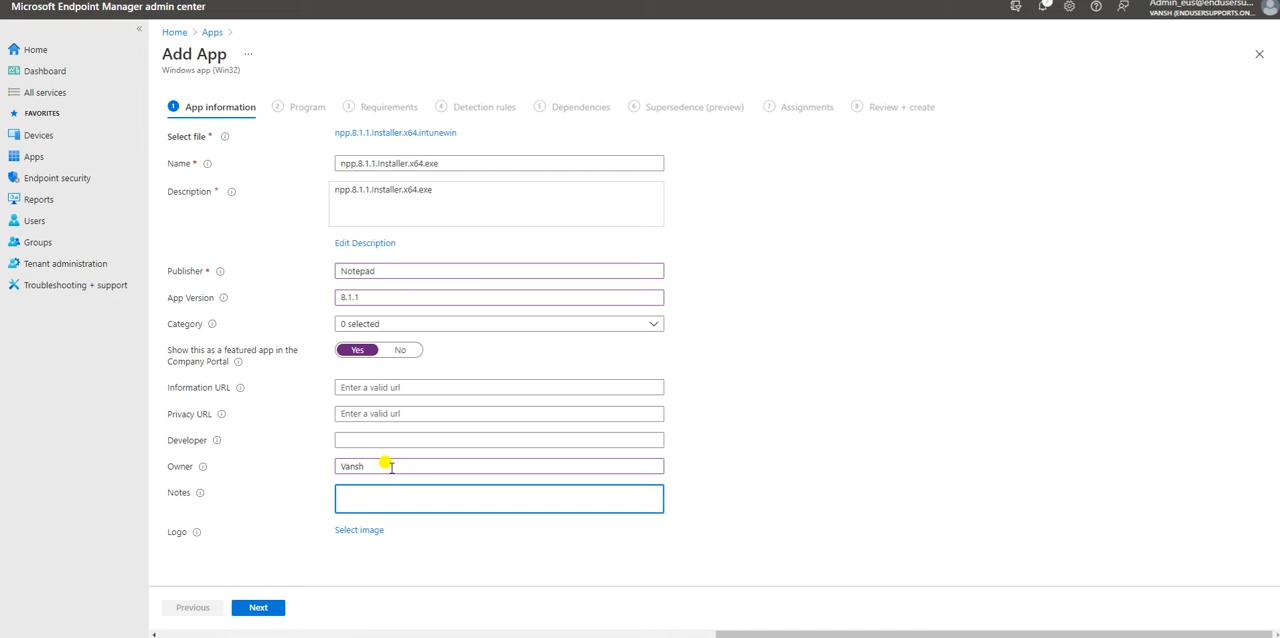 Microsoft Endpoint Manager admin center
Admin_eus@endusersu...
VANSH (ENDUSERSUPPORTS.ON...
«
Home
Dashboard
All services
FAVORITES
Devices
Apps
Endpoint security
Reports
Users
Groups
Tenant administration
Troubleshooting + support
Home > Apps >
Add App ...
Windows app (Win32)
1 App information 2 Program 3 Requirements 4 Detection rules 5 Dependencies 6 Supersedence (preview) 7 Assignments 8 Review + create
Select file * npp.8.1.1.Installer.x64.intunewin
Name * npp.8.1.1.Installer.x64.exe
Description * npp.8.1.1.Installer.x64.exe
Edit Description
Publisher * Notepad
App Version 8.1.1
Category 0 selected
Show this as a featured app in the Company Portal Yes No
Information URL Enter a valid url
Privacy URL Enter a valid url
Developer
Owner Vansh
Notes
Logo Select image
Previous Next